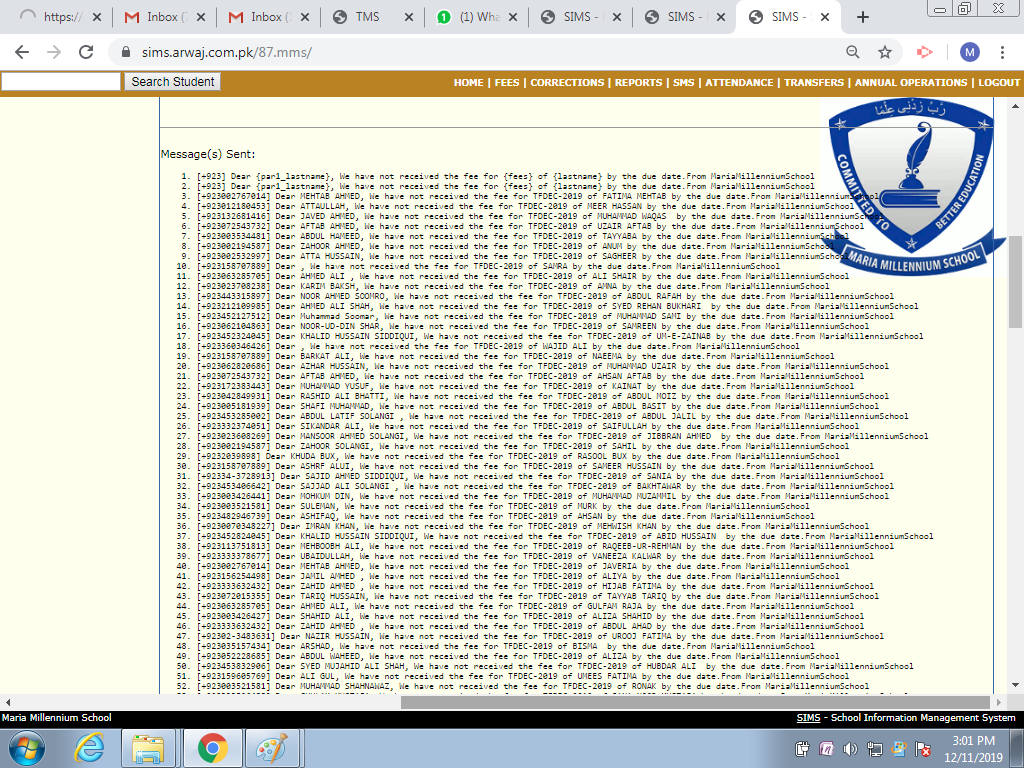 https:/
Inbox (
Inbox (
TMS
(1) Wha
SIMS -
SIMS -
SIMS -
sims.arwaj.com.pk/87.mms/
M
Search Student
HOME | FEES | CORRECTIONS | REPORTS | SMS | ATTENDANCE | TRANSFERS | ANNUAL OPERATIONS | LOGOUT
رَبِّ زِدْنِي عِلْمًا
COMMITTED TO BETTER EDUCATION
MARIA MILLENNIUM SCHOOL
Message(s) Sent:
1. [+923] Dear {par1_lastname}, We have not received the fee for {fees} of {lastname} by the due date.From MariaMillenniumSchool
2. [+923] Dear {par1_lastname}, We have not received the fee for {fees} of {lastname} by the due date.From MariaMillenniumSchool
3. [+923002767014] Dear MEHTAB AHMED, We have not received the fee for TFDEC-2019 of FATIMA MEHTAB by the due date.From MariaMillenniumSchool
4. [+923012180453] Dear ATTAULLAH, We have not received the fee for TFDEC-2019 of MEER HASSAN by the due date.From MariaMillenniumSchool
5. [+923132681416] Dear JAVED AHMED, We have not received the fee for TFDEC-2019 of MUHAMMAD WAQAS  by the due date.From MariaMillenniumSchool
6. [+923072543732] Dear AFTAB AHMED, We have not received the fee for TFDEC-2019 of UZAIR AFTAB by the due date.From MariaMillenniumSchool
7. [+923003534481] Dear ABDUL HAMEED, We have not received the fee for TFDEC-2019 of TAYYABA by the due date.From MariaMillenniumSchool
8. [+923002194587] Dear ZAHOOR AHMED, We have not received the fee for TFDEC-2019 of ANUM by the due date.From MariaMillenniumSchool
9. [+923002532997] Dear ATTA HUSSAIN, We have not received the fee for TFDEC-2019 of SAGHEER by the due date.From MariaMillenniumSchool
10. [+923158707889] Dear , We have not received the fee for TFDEC-2019 of SAMRA by the due date.From MariaMillenniumSchool
11. [+923063285705] Dear AHMED ALI , We have not received the fee for TFDEC-2019 of ALI SHAIR by the due date.From MariaMillenniumSchool
12. [+923023708238] Dear KARIM BAKSH, We have not received the fee for TFDEC-2019 of AMNA by the due date.From MariaMillenniumSchool
13. [+923443315897] Dear NOOR AHMED SOOMRO, We have not received the fee for TFDEC-2019 of ABDUL RAFAH by the due date.From MariaMillenniumSchool
14. [+923212109985] Dear AHMED ALI SHAH, We have not received the fee for TFDEC-2019 of SYED REHAN BUKHARI  by the due date.From MariaMillenniumSchool
15. [+923452127512] Dear Muhammad Soomar, We have not received the fee for TFDEC-2019 of MUHAMMAD SAMI by the due date.From MariaMillenniumSchool
16. [+923062104863] Dear NOOR-UD-DIN SHAR, We have not received the fee for TFDEC-2019 of SAMREEN by the due date.From MariaMillenniumSchool
17. [+923452324045] Dear KHALID HUSSAIN SIDDIQUI, We have not received the fee for TFDEC-2019 of UM-E-ZAINAB by the due date.From MariaMillenniumSchool
18. [+923360346426] Dear , We have not received the fee for TFDEC-2019 of WAJID ALI by the due date.From MariaMillenniumSchool
19. [+923158707889] Dear BARKAT ALI, We have not received the fee for TFDEC-2019 of NAEEMA by the due date.From MariaMillenniumSchool
20. [+923062820686] Dear AZHAR HUSSAIN, We have not received the fee for TFDEC-2019 of MUHAMMAD UZAIR by the due date.From MariaMillenniumSchool
21. [+923072543732] Dear AFTAB AHMED, We have not received the fee for TFDEC-2019 of AHSAN AFTAB by the due date.From MariaMillenniumSchool
22. [+923172383443] Dear MUHAMMAD YUSUF, We have not received the fee for TFDEC-2019 of KAINAT by the due date.From MariaMillenniumSchool
23. [+923042849931] Dear RASHID ALI BHATTI, We have not received the fee for TFDEC-2019 of ABDUL MOIZ by the due date.From MariaMillenniumSchool
24. [+923005181939] Dear SHAFI MUHAMMAD, We have not received the fee for TFDEC-2019 of ABDUL BASIT by the due date.From MariaMillenniumSchool
25. [+923453285002] Dear ABDUL LATIF SOLANGI , We have not received the fee for TFDEC-2019 of ABDUL JALIL by the due date.From MariaMillenniumSchool
26. [+923332374051] Dear SIKANDAR ALI, We have not received the fee for TFDEC-2019 of SAIFULLAH by the due date.From MariaMillenniumSchool
27. [+923023608269] Dear MANSOOR AHMED SOLANGI, We have not received the fee for TFDEC-2019 of JIBBRAN AHMED  by the due date.From MariaMillenniumSchool
28. [+923002194587] Dear ZAHOOR SOLANGI, We have not received the fee for TFDEC-2019 of SAHIL by the due date.From MariaMillenniumSchool
29. [+9232039898] Dear KHUDA BUX, We have not received the fee for TFDEC-2019 of RASOOL BUX by the due date.From MariaMillenniumSchool
30. [+923158707889] Dear ASHRF ALUI, We have not received the fee for TFDEC-2019 of SAMEER HUSSAIN by the due date.From MariaMillenniumSchool
31. [+92334-3728913] Dear SAJID AHMED SIDDIQUI, We have not received the fee for TFDEC-2019 of SANIA by the due date.From MariaMillenniumSchool
32. [+923453406642] Dear SAJJAD ALI SOLANGI , We have not received the fee for TFDEC-2019 of BAKHTAWAR by the due date.From MariaMillenniumSchool
33. [+923003426441] Dear MOHKUM DIN, We have not received the fee for TFDEC-2019 of MUHAMMAD MUZAMMIL by the due date.From MariaMillenniumSchool
34. [+923003521581] Dear SULEMAN, We have not received the fee for TFDEC-2019 of MURK by the due date.From MariaMillenniumSchool
35. [+923482946739] Dear ASHIFAQ, We have not received the fee for TFDEC-2019 of AHSAN by the due date.From MariaMillenniumSchool
36. [+9230070348227] Dear IMRAN KHAN, We have not received the fee for TFDEC-2019 of MEHWISH KHAN by the due date.From MariaMillenniumSchool
37. [+923452824045] Dear KHALID HUSSAIN SIDDIQUI, We have not received the fee for TFDEC-2019 of ABID HUSSAIN  by the due date.From MariaMillenniumSchool
38. [+923113751813] Dear MEHBOOBH ALI, We have not received the fee for TFDEC-2019 of RAQEEB-UR-REHMAN by the due date.From MariaMillenniumSchool
39. [+923333378677] Dear UBAIDULLAH, We have not received the fee for TFDEC-2019 of VANEEZA KALWAR by the due date.From MariaMillenniumSchool
40. [+923002767014] Dear MEHTAB AHMED, We have not received the fee for TFDEC-2019 of JAVERIA by the due date.From MariaMillenniumSchool
41. [+923156254498] Dear JAMIL AMHED , We have not received the fee for TFDEC-2019 of ALIYA by the due date.From MariaMillenniumSchool
42. [+923333632432] Dear ZAHID AHMED , We have not received the fee for TFDEC-2019 of HIJAB FATIMA by the due date.From MariaMillenniumSchool
43. [+923072015355] Dear TARIQ HUSSAIN, We have not received the fee for TFDEC-2019 of TAYYAB TARIQ by the due date.From MariaMillenniumSchool
44. [+923063285705] Dear AHMED ALI, We have not received the fee for TFDEC-2019 of GULFAM RAJA by the due date.From MariaMillenniumSchool
45. [+923003426427] Dear SHAHID ALI, We have not received the fee for TFDEC-2019 of ALIZA SHAHID by the due date.From MariaMillenniumSchool
46. [+923333632432] Dear ZAHID AHMED , We have not received the fee for TFDEC-2019 of ABDUL AHAD by the due date.From MariaMillenniumSchool
47. [+92302-3483631] Dear NAZIR HUSSAIN, We have not received the fee for TFDEC-2019 of UROOJ FATIMA by the due date.From MariaMillenniumSchool
48. [+923035157434] Dear ARSHAD, We have not received the fee for TFDEC-2019 of BISMA  by the due date.From MariaMillenniumSchool
49. [+923052228685] Dear ABDUL WAHEED, We have not received the fee for TFDEC-2019 of ALIZA by the due date.From MariaMillenniumSchool
50. [+923453832906] Dear SYED MUJAHID ALI SHAH, We have not received the fee for TFDEC-2019 of HUBDAR ALI  by the due date.From MariaMillenniumSchool
51. [+923159605769] Dear ALI GUL, We have not received the fee for TFDEC-2019 of UMEES FATIMA by the due date.From MariaMillenniumSchool
52. [+923003521581] Dear MUHAMMAD SHAHNAWAZ, We have not received the fee for TFDEC-2019 of RONAK by the due date.From MariaMillenniumSchool
Maria Millennium School
SIMS - School Information Management System
3:01 PM
12/11/2019